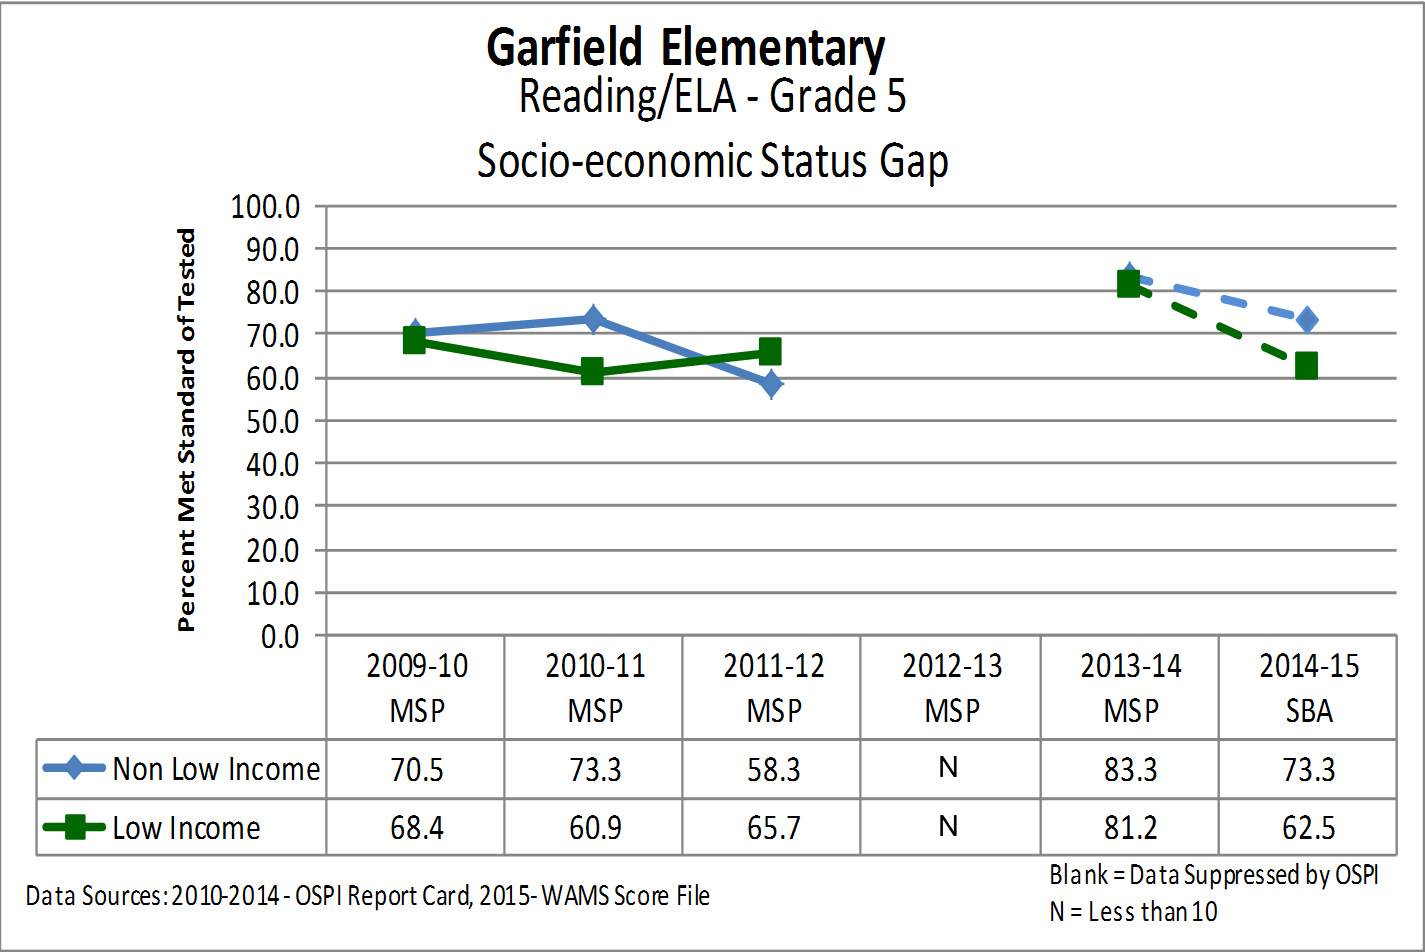 Garfield Elementary
Reading/ELA - Grade 5
Socio-economic Status Gap
Percent Met Standard of Tested
100.0
90.0
80.0
70.0
60.0
50.0
40.0
30.0
20.0
10.0
0.0
2009-10 2010-11 2011-12 2012-13 2013-14 2014-15
MSP MSP MSP MSP MSP SBA
Non Low Income 70.5 73.3 58.3 N 83.3 73.3
Low Income 68.4 60.9 65.7 N 81.2 62.5
Blank = Data Suppressed by OSPI
Data Sources: 2010-2014 - OSPI Report Card, 2015- WAMS Score File
N = Less than 10